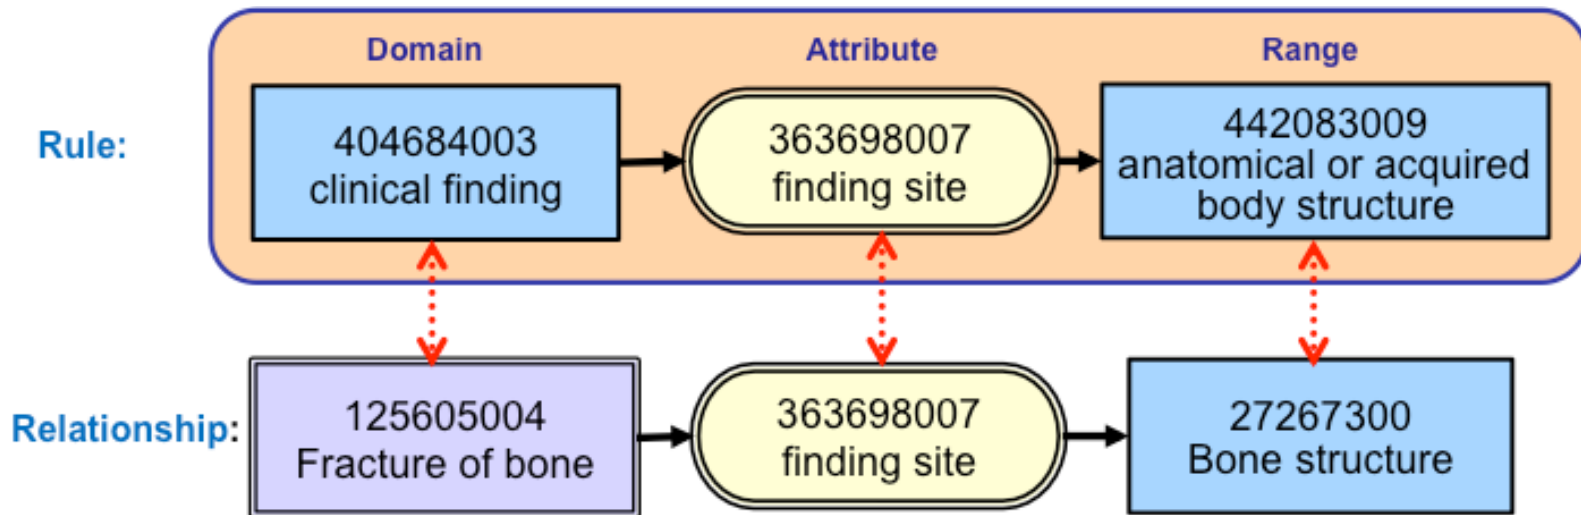 Domain
Attribute
Range
Rule:
404684003
clinical finding
363698007
finding site
442083009
anatomical or acquired
body structure
Relationship:
125605004
Fracture of bone
363698007
finding site
27267300
Bone structure